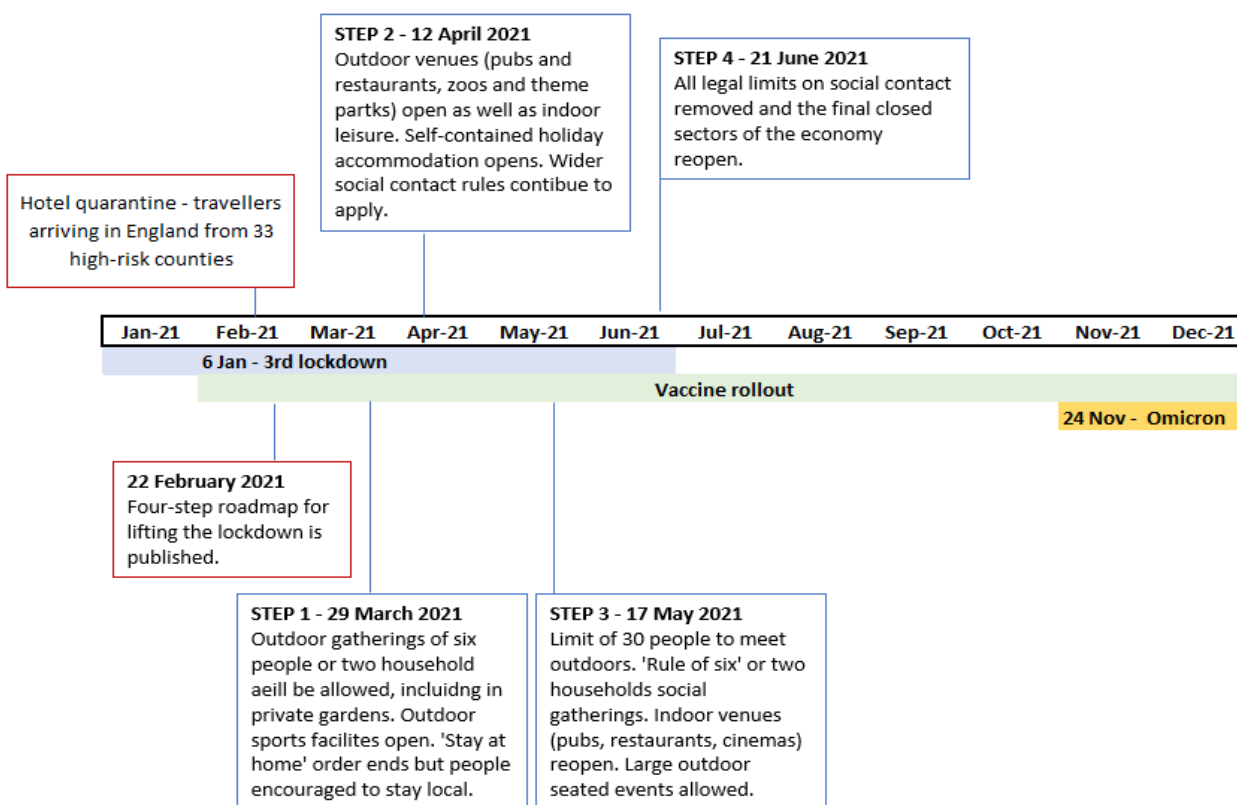 STEP 2 - 12 April 2021
Outdoor venues (pubs and
restaurants, zoos and theme
partks) open as well as indoor
leisure. Self-contained holiday
accommodation opens. Wider
social contact rules contibue to
apply.
STEP 4 - 21 June 2021
All legal limits on social contact
removed and the final closed
sectors of the economy
reopen.
Hotel quarantine - travellers
arriving in England from 33
high-risk counties
Jan-21 Feb-21 Mar-21 Apr-21 May-21 Jun-21 Jul-21 Aug-21 Sep-21 Oct-21 Nov-21 Dec-21
6 Jan - 3rd lockdown
Vaccine rollout
24 Nov - Omicron
22 February 2021
Four-step roadmap for
lifting the lockdown is
published.
STEP 1 - 29 March 2021
Outdoor gatherings of six
people or two household
aeill be allowed, incluidng in
private gardens. Outdoor
sports facilites open. 'Stay at
home' order ends but people
encouraged to stay local.
STEP 3 - 17 May 2021
Limit of 30 people to meet
outdoors. 'Rule of six' or two
households social
gatherings. Indoor venues
(pubs, restaurants, cinemas)
reopen. Large outdoor
seated events allowed.